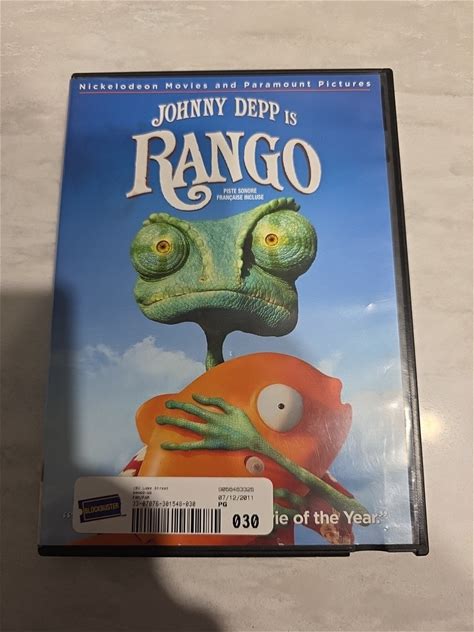 Nickelodeon Movies and Paramount Pictures
JOHNNY DEPP IS
RANGO
PISTE SONORE
FRANÇAISE INCLUSE
BLOCKBUSTER
07/12/2011
PG
030
of the Year."